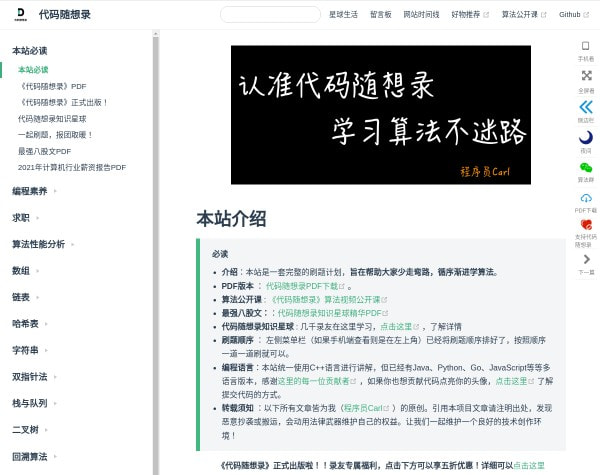 代码随想录
星球生活 留言板 网站时间线 好物推荐 算法公开课 Github
本站必读
本站必读
《代码随想录》PDF
《代码随想录》正式出版！
代码随想录知识星球
一起刷题，报团取暖！
最强八股文PDF
2021年计算机行业薪资报告PDF
编程素养
求职
算法性能分析
数组
链表
哈希表
字符串
双指针法
栈与队列
二叉树
回溯算法
认准代码随想录
学习算法不迷路
程序员Carl
本站介绍
必读
介绍：本站是一套完整的刷题计划，旨在帮助大家少走弯路，循序渐进学算法。
PDF版本 ： 代码随想录PDF下载 。
算法公开课：《代码随想录》算法视频公开课
最强八股文：：代码随想录知识星球精华PDF
代码随想录知识星球：几千录友在这里学习，点击这里 ，了解详情
刷题顺序 ： 左侧菜单栏（如果手机端查看则是在左上角）已经将刷题顺序排好了，按照顺序
一道一道刷就可以。
编程语言：本站统一使用C++语言进行讲解，但已经有Java、Python、Go、JavaScript等等多
语言版本，感谢这里的每一位贡献者 ，如果你也想贡献代码点亮你的头像，点击这里 了解
提交代码的方式。
转载须知 ：以下所有文章皆为我（程序员Carl ）的原创。引用本项目文章请注明出处，发现
恶意抄袭或搬运，会动用法律武器维护自己的权益。让我们一起维护一个良好的技术创作环
境！
《代码随想录》正式出版啦！！录友专属福利，点击下方可以享五折优惠！详细可以点击这里
手机看
全屏看
侧边栏
夜间
算法群
PDF下载
支持代码
随想录
下一篇